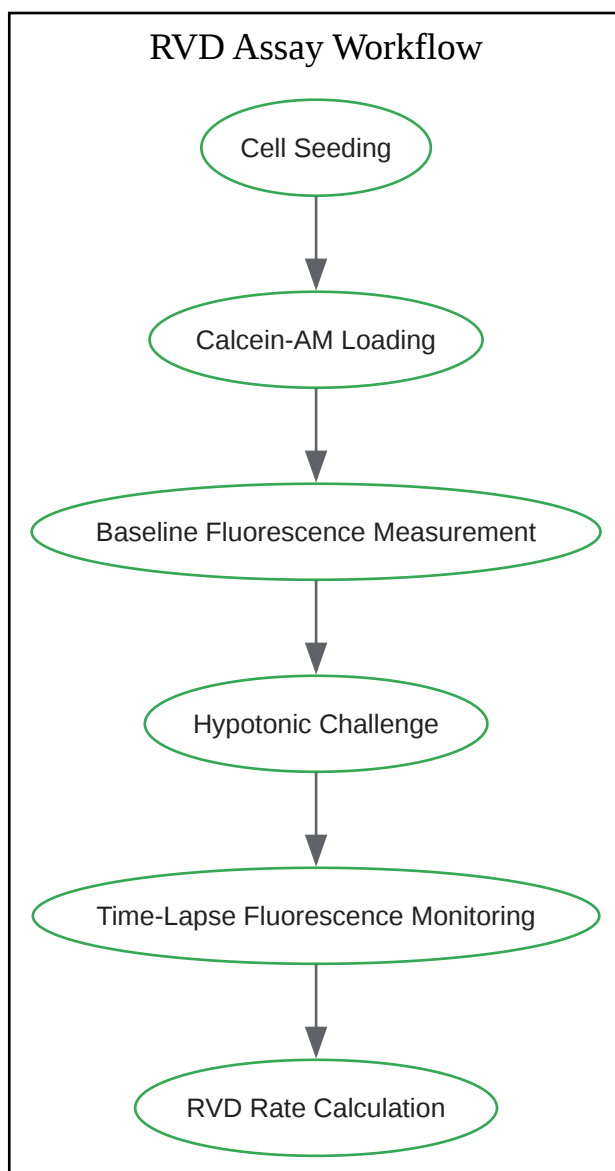 RVD Assay Workflow
Cell Seeding
Calcein-AM Loading
Baseline Fluorescence Measurement
Hypotonic Challenge
Time-Lapse Fluorescence Monitoring
RVD Rate Calculation